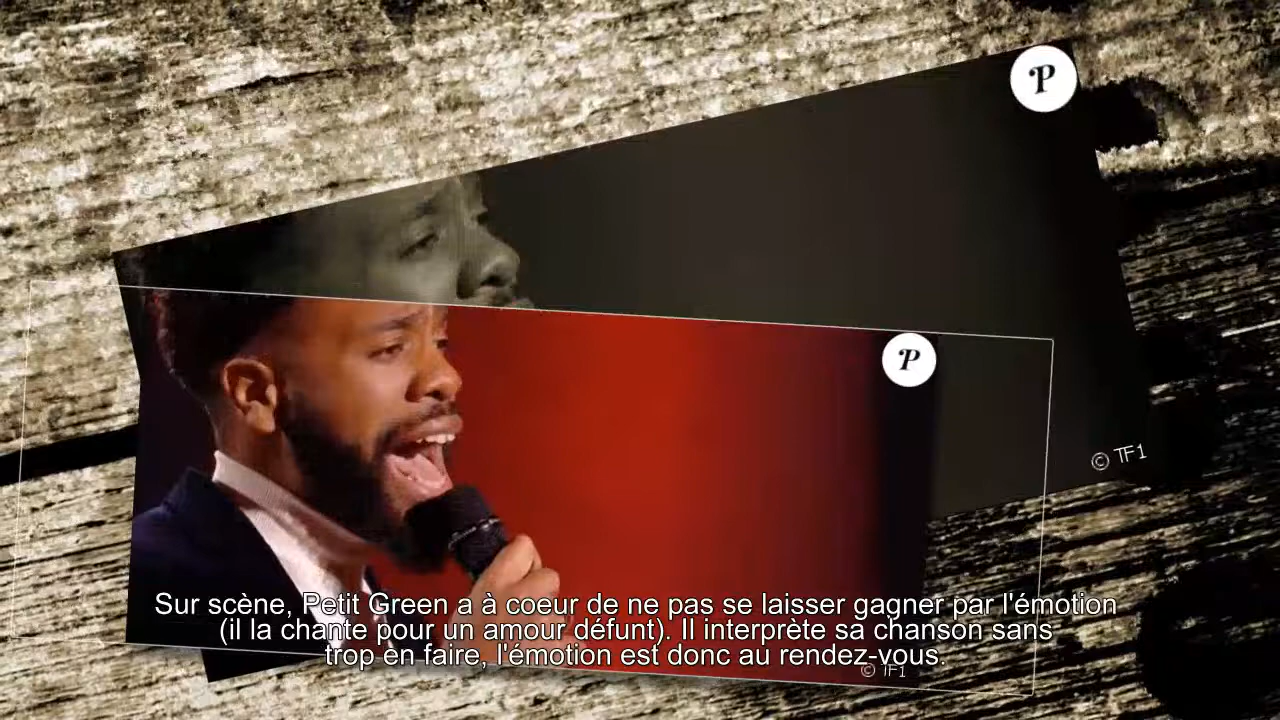 P
P
© TF1
Sur scène, Petit Green a à coeur de ne pas se laisser gagner par l'émotion
(il la chante pour un amour défunt). Il interprète sa chanson sans
trop en faire, l'émotion est donc au rendez-vous.
© TF1